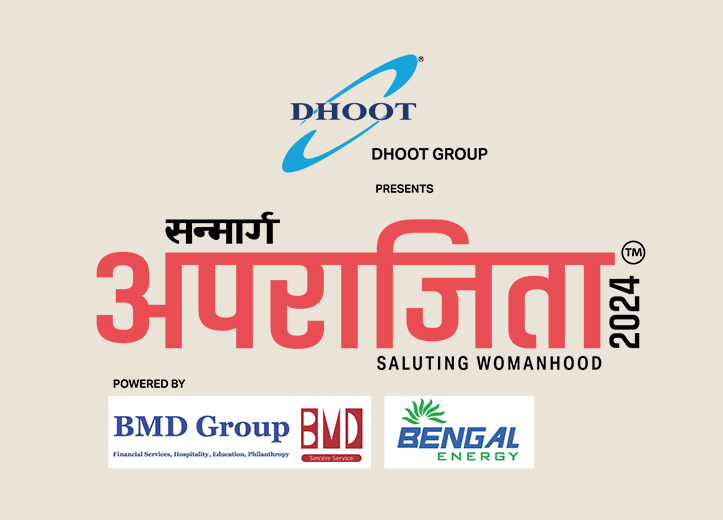 DHOOT®
DHOOT GROUP
PRESENTS
सन्मार्ग
अपराजिता TM
2024
SALUTING WOMANHOOD
POWERED BY
BMD Group
Financial Services, Hospitality, Education, Philanthropy
BMD
Sincere Service
BENGAL
ENERGY